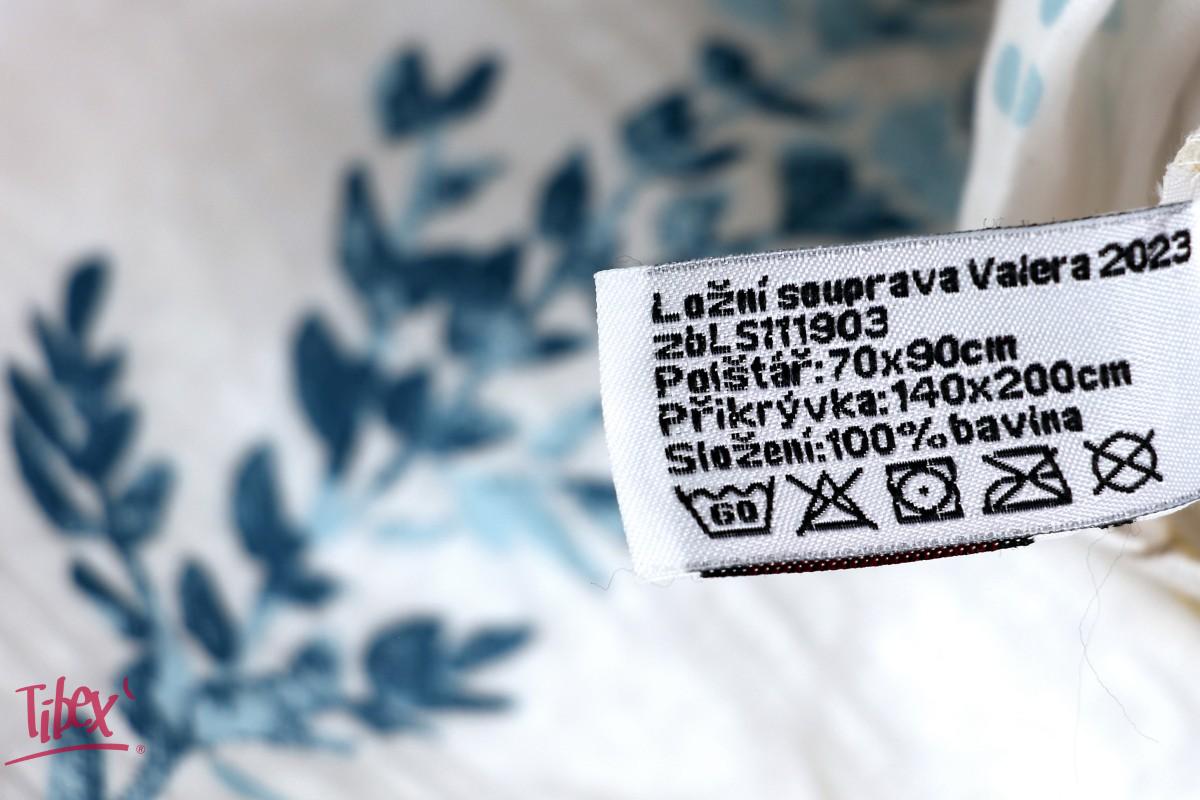 Ložní souprava Valera 2023
zbLS111903
Polštář:70x90cm
Přikrývka:140x200cm
Složení:100%bavlna
60
Tibex
®